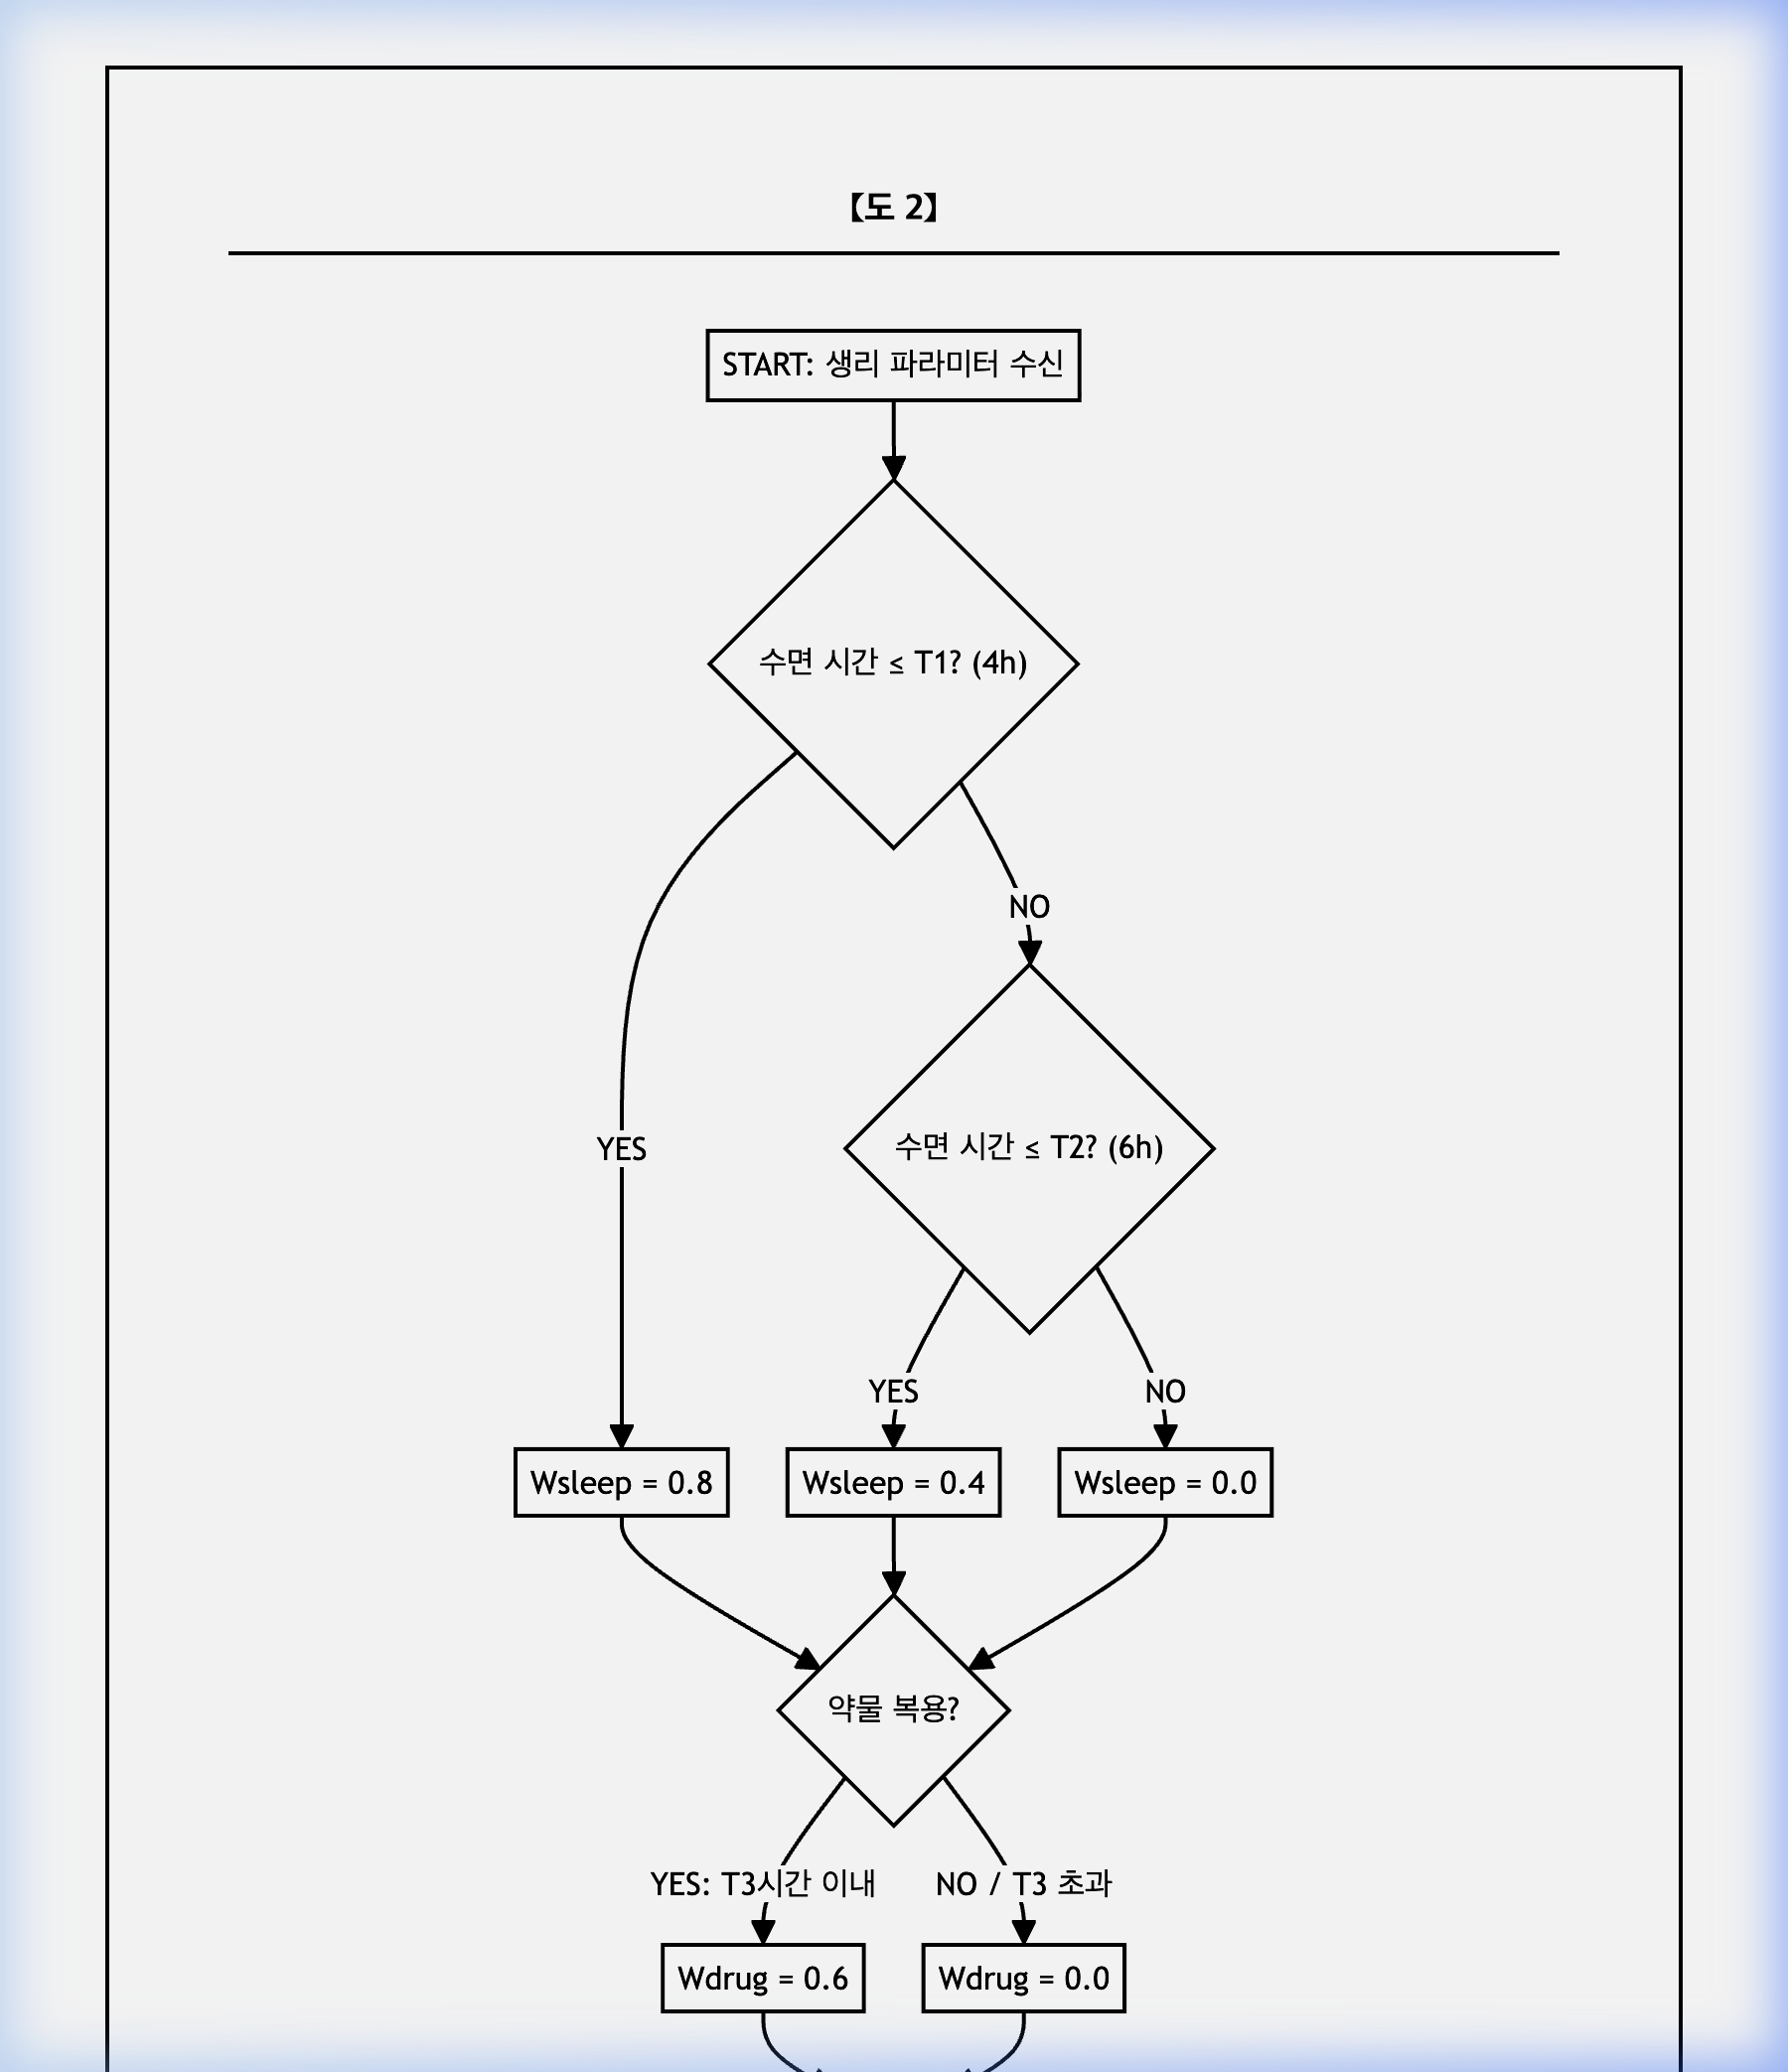 【도 2】
START: 생리 파라미터 수신
수면 시간 ≤ T1? (4h)
NO
YES
수면 시간 ≤ T2? (6h)
YES
NO
Wsleep = 0.8
Wsleep = 0.4
Wsleep = 0.0
약물 복용?
YES: T3시간 이내
NO / T3 초과
Wdrug = 0.6
Wdrug = 0.0